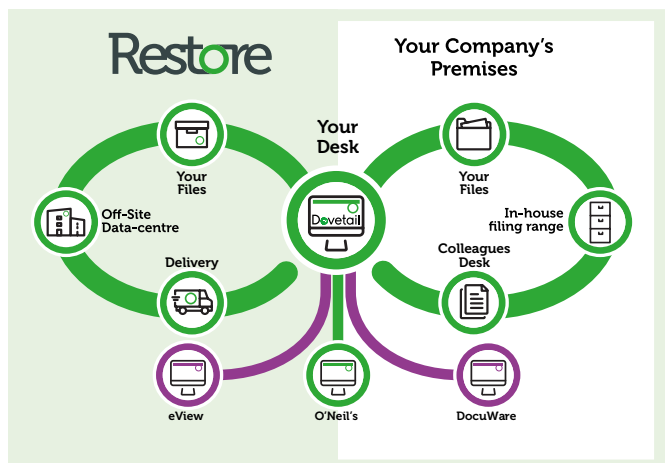 Restore
Your Company's
Premises
Your
Desk
Your
Files
Your
Files
Dovetail
Off-Site
Data-centre
In-house
filing range
Delivery
Colleagues
Desk
eView
O'Neil's
DocuWare